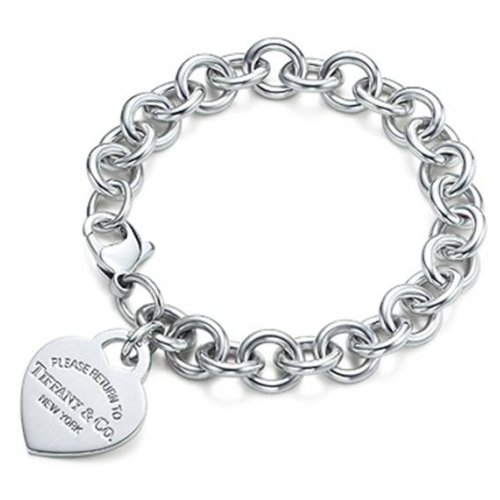 PLEASE RETURN TO
TIFFANY & CO.
NEW YORK